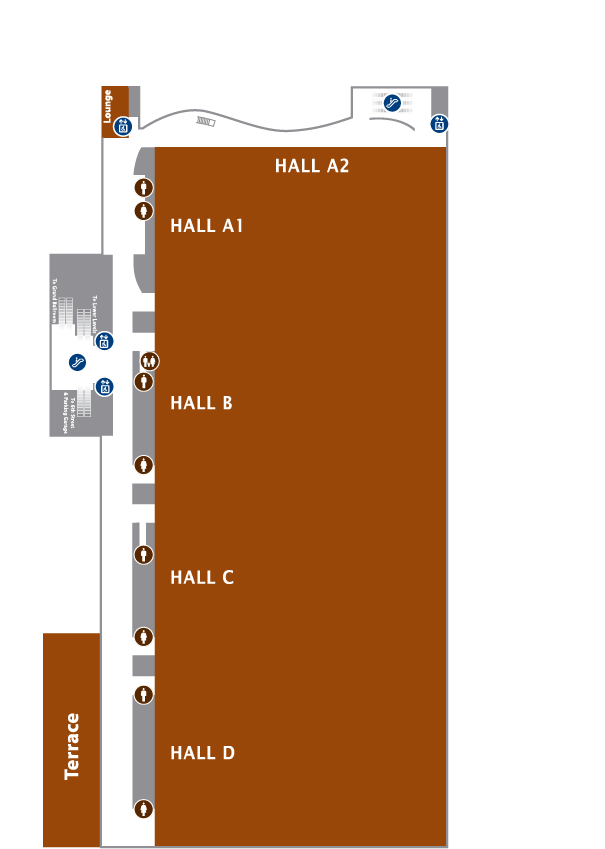 Lounge
HALL A2
HALL A1
To Grand Ballroom
To Lower Levels
HALL B
To 4th Street
& Parking Garage
HALL C
Terrace
HALL D